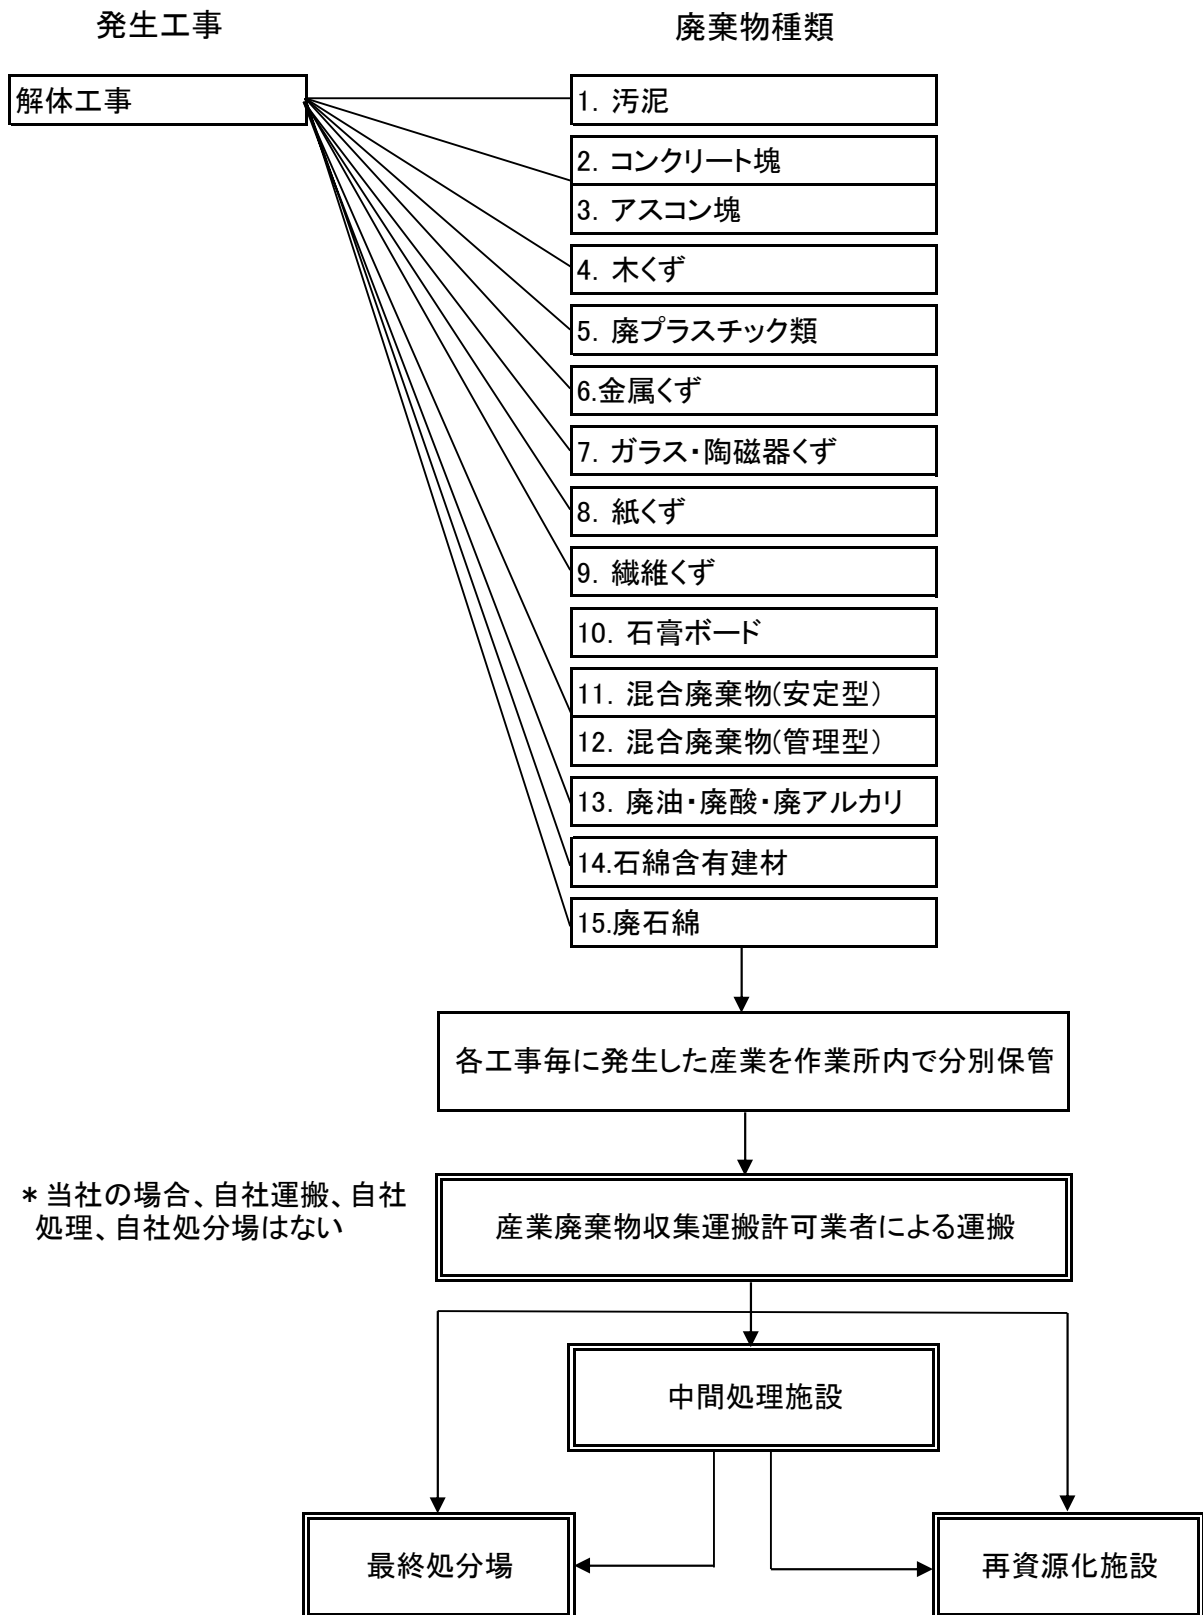 発生工事
廃棄物種類
解体工事
1. 汚泥
2. コンクリート塊
3. アスコン塊
4. 木くず
5. 廃プラスチック類
6.金属くず
7. ガラス・陶磁器くず
8. 紙くず
9. 繊維くず
10. 石膏ボード
11. 混合廃棄物(安定型)
12. 混合廃棄物(管理型)
13. 廃油・廃酸・廃アルカリ
14.石綿含有建材
15.廃石綿
各工事毎に発生した産業を作業所内で分別保管
* 当社の場合、自社運搬、自社
処理、自社処分場はない
産業廃棄物収集運搬許可業者による運搬
中間処理施設
最終処分場
再資源化施設